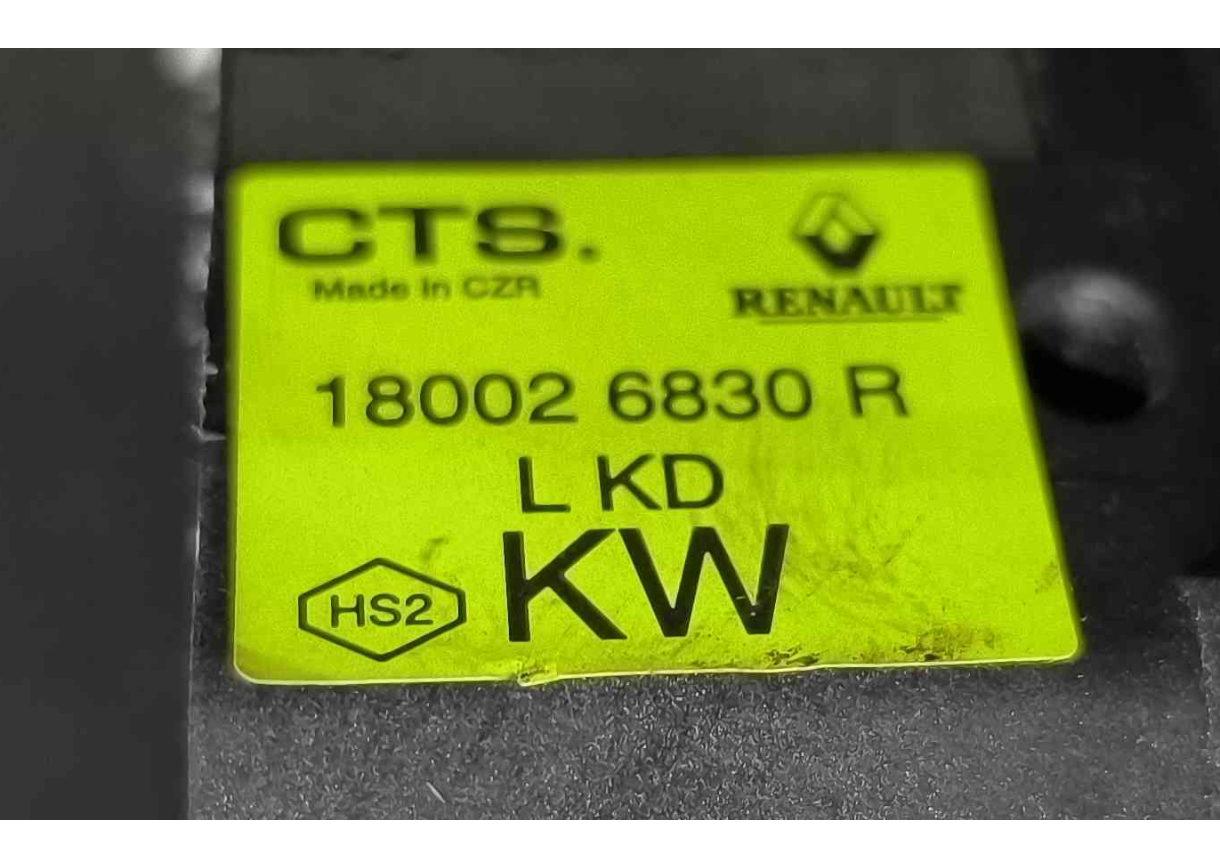 CTS.
Made In CZR
RENAULT
18002 6830 R
L KD
KW
HS2